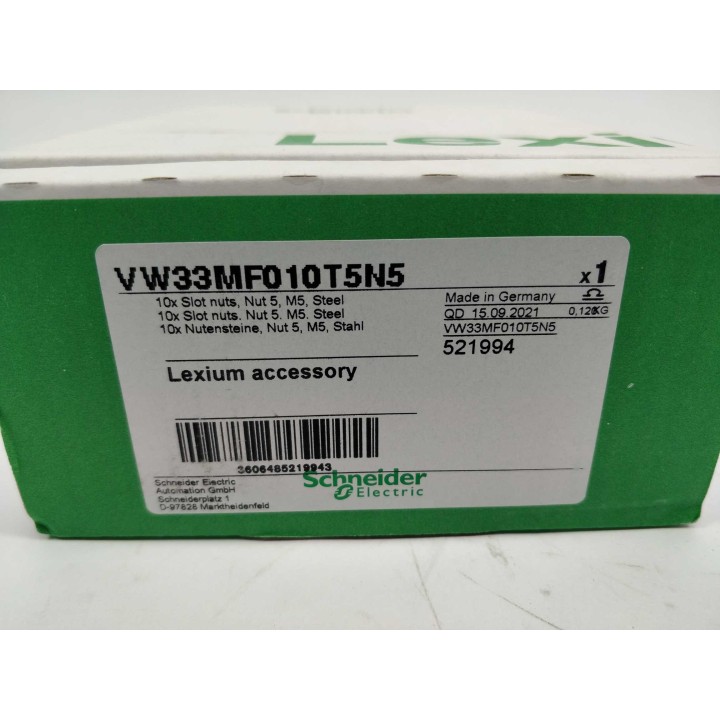 Lexi
VW33MF010T5N5
x1
10x Slot nuts, Nut 5, M5, Steel
10x Slot nuts. Nut 5. M5. Steel
10x Nutensteine, Nut 5, M5, Stahl
Made in Germany
QD 15.09.2021
0,120KG
VW33MF010T5N5
521994
Lexium accessory
3606485219943
Schneider Electric
Automation GmbH
Schneiderplatz 1
D-97828 Marktheidenfeld
Schneider
Electric